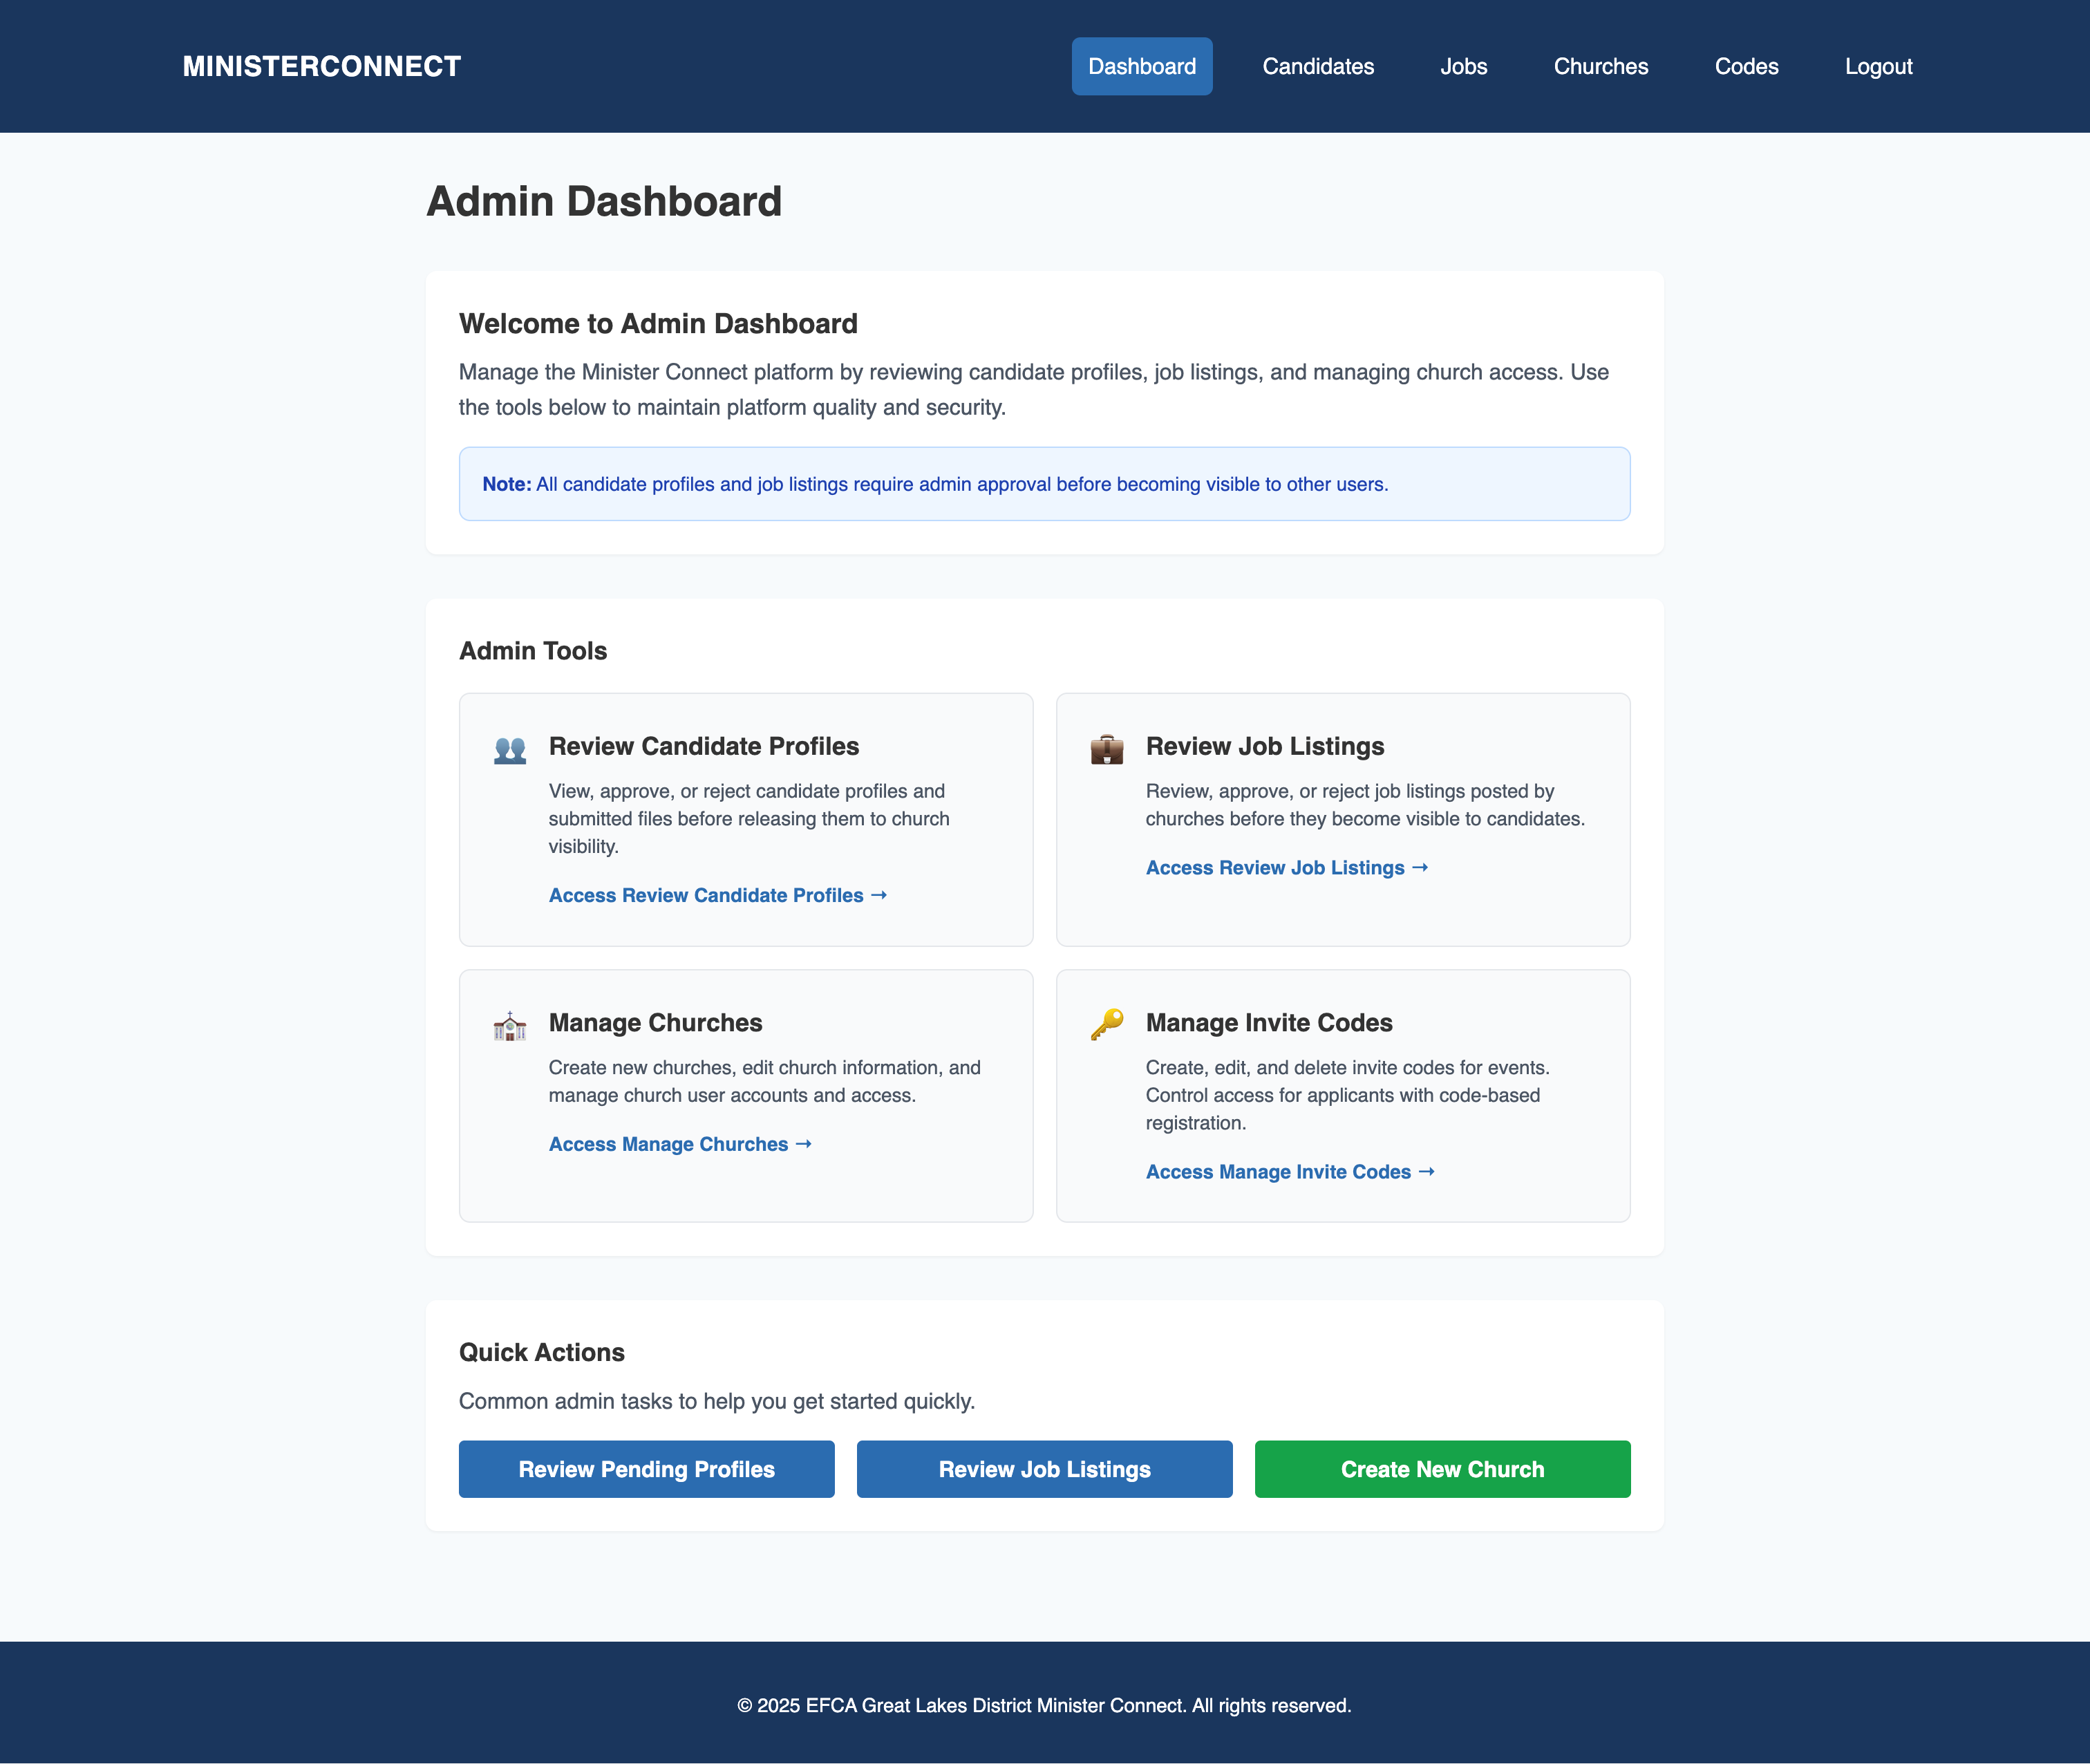 MINISTERCONNECT
Dashboard
Candidates
Jobs
Churches
Codes
Logout
Admin Dashboard
Welcome to Admin Dashboard
Manage the Minister Connect platform by reviewing candidate profiles, job listings, and managing church access. Use
the tools below to maintain platform quality and security.
Note: All candidate profiles and job listings require admin approval before becoming visible to other users.
Admin Tools
Review Candidate Profiles
View, approve, or reject candidate profiles and
submitted files before releasing them to church
visibility.
Access Review Candidate Profiles →
Review Job Listings
Review, approve, or reject job listings posted by
churches before they become visible to candidates.
Access Review Job Listings →
Manage Churches
Create new churches, edit church information, and
manage church user accounts and access.
Access Manage Churches →
Manage Invite Codes
Create, edit, and delete invite codes for events.
Control access for applicants with code-based
registration.
Access Manage Invite Codes →
Quick Actions
Common admin tasks to help you get started quickly.
Review Pending Profiles
Review Job Listings
Create New Church
© 2025 EFCA Great Lakes District Minister Connect. All rights reserved.